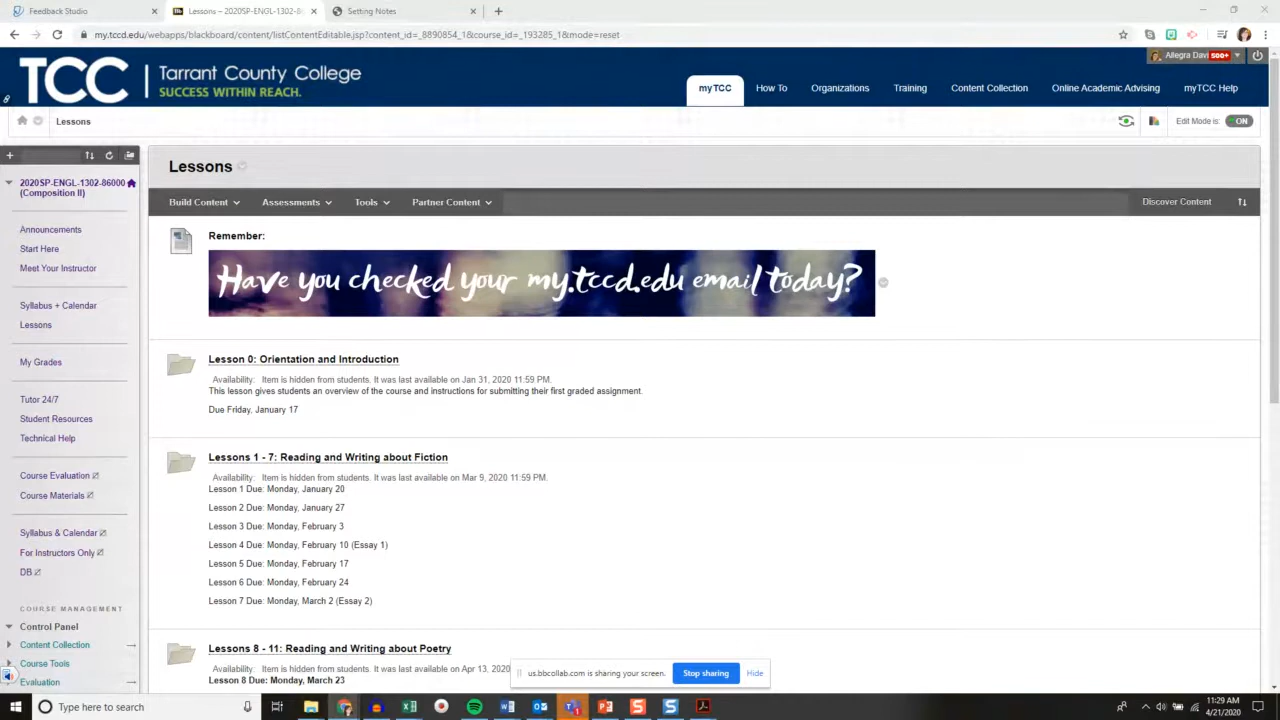 Feedback Studio
Lessons – 2020SP-ENGL-1302-8
Setting Notes
my.tccd.edu/webapps/blackboard/content/listContentEditable.jsp?content_id=_8890854_1&course_id=_193285_1&mode=reset
TCC
Tarrant County College
SUCCESS WITHIN REACH.
Allegra Davi
500+
myTCC
How To
Organizations
Training
Content Collection
Online Academic Advising
myTCC Help
Lessons
Edit Mode is:
ON
2020SP-ENGL-1302-86000
(Composition II)
Announcements
Start Here
Meet Your Instructor
Syllabus + Calendar
Lessons
My Grades
Tutor 24/7
Student Resources
Technical Help
Course Evaluation
Course Materials
Syllabus & Calendar
For Instructors Only
DB
COURSE MANAGEMENT
Control Panel
Content Collection
Course Tools
Evaluation
Lessons
Build Content
Assessments
Tools
Partner Content
Discover Content
Remember:
Have you checked your my.tccd.edu email today?
Lesson 0: Orientation and Introduction
Availability: Item is hidden from students. It was last available on Jan 31, 2020 11:59 PM.
This lesson gives students an overview of the course and instructions for submitting their first graded assignment.
Due Friday, January 17
Lessons 1 - 7: Reading and Writing about Fiction
Availability: Item is hidden from students. It was last available on Mar 9, 2020 11:59 PM.
Lesson 1 Due: Monday, January 20
Lesson 2 Due: Monday, January 27
Lesson 3 Due: Monday, February 3
Lesson 4 Due: Monday, February 10 (Essay 1)
Lesson 5 Due: Monday, February 17
Lesson 6 Due: Monday, February 24
Lesson 7 Due: Monday, March 2 (Essay 2)
Lessons 8 - 11: Reading and Writing about Poetry
Availability: Item is hidden from students. It was last available on Apr 13, 2020
Lesson 8 Due: Monday, March 23
us.bbcollab.com is sharing your screen.
Stop sharing
Hide
Type here to search
11:29 AM
4/21/2020